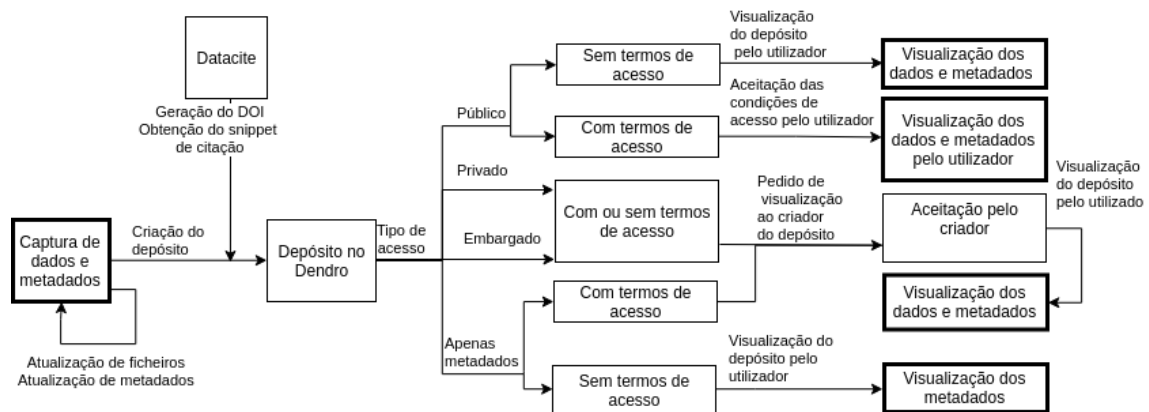 Datacite
Geração do DOI
Obtenção do snippet
de citação
Captura de
dados e
metadados
Criação do
depósito
Atualização de ficheiros
Atualização de metadados
Depósito no
Dendro
Tipo de
acesso
Público
Privado
Embargado
Apenas
metadados
Sem termos de
acesso
Visualização
do depósito
pelo utilizador
Visualização dos
dados e metadados
Com termos de
acesso
Aceitação das
condições de
acesso pelo utilizador
Visualização dos
dados e metadados
pelo utilizador
Com ou sem termos
de acesso
Pedido de
visualização
ao criador
do depósito
Aceitação pelo
criador
Visualização
do depósito
pelo utilizado
Com termos de
acesso
Visualização dos
dados e metadados
Sem termos de
acesso
Visualização do
depósito pelo
utilizador
Visualização dos
metadados